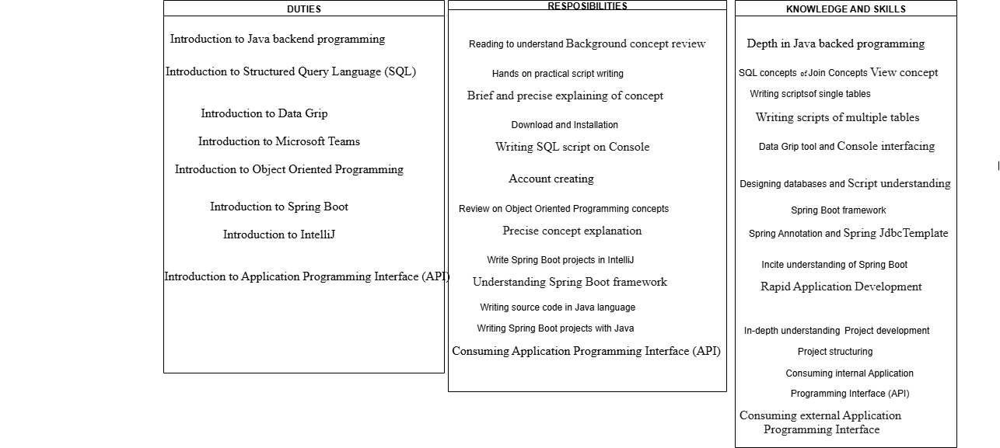 DUTIES
Introduction to Java backend programming
Introduction to Structured Query Language (SQL)
Introduction to Data Grip
Introduction to Microsoft Teams
Introduction to Object Oriented Programming
Introduction to Spring Boot
Introduction to IntelliJ
Introduction to Application Programming Interface (API)
RESPOSIBILITIES
Reading to understand Background concept review
Hands on practical script writing
Brief and precise explaining of concept
Download and Installation
Writing SQL script on Console
Account creating
Review on Object Oriented Programming concepts
Precise concept explanation
Write Spring Boot projects in IntelliJ
Understanding Spring Boot framework
Writing source code in Java language
Writing Spring Boot projects with Java
Consuming Application Programming Interface (API)
KNOWLEDGE AND SKILLS
Depth in Java backed programming
SQL concepts of Join Concepts View concept
Writing scriptsof single tables
Writing scripts of multiple tables
Data Grip tool and Console interfacing
Designing databases and Script understanding
Spring Boot framework
Spring Annotation and Spring JdbcTemplate
Incite understanding of Spring Boot
Rapid Application Development
In-depth understanding Project development
Project structuring
Consuming internal Application
Programming Interface (API)
Consuming external Application
Programming Interface